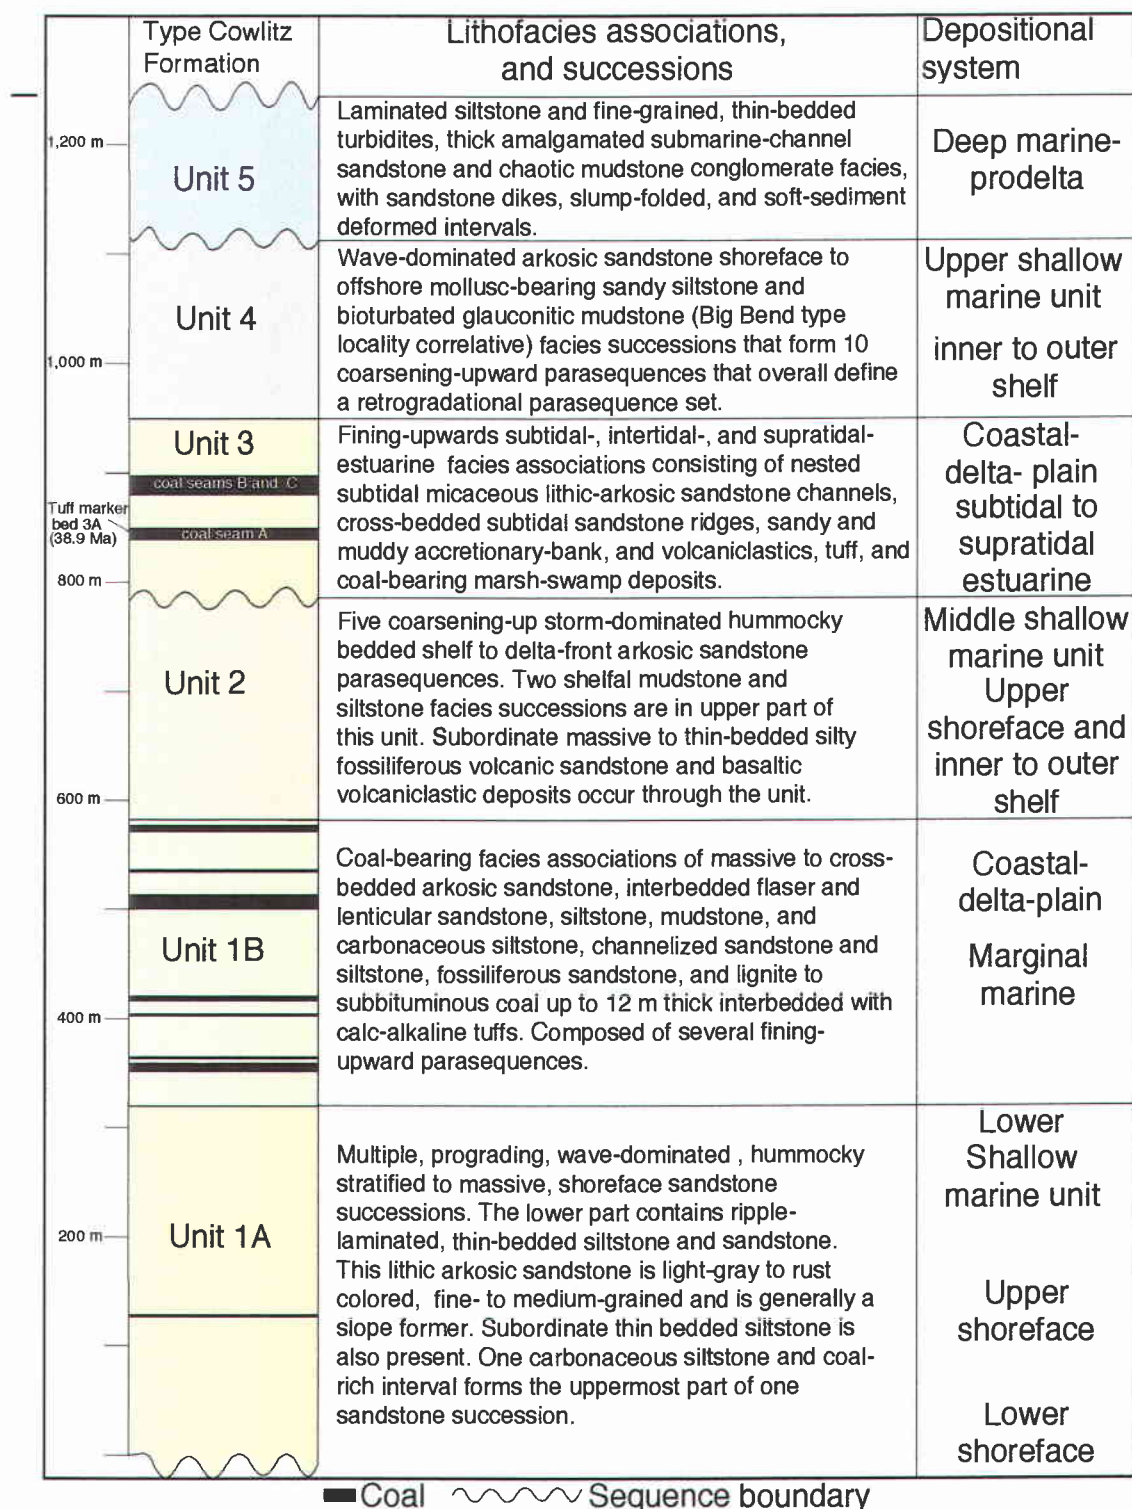 Type Cowlitz
Formation
Lithofacies associations,
and successions
Depositional
system
1,200 m
Unit 5
Laminated siltstone and fine-grained, thin-bedded
turbidites, thick amalgamated submarine-channel
sandstone and chaotic mudstone conglomerate facies,
with sandstone dikes, slump-folded, and soft-sediment
deformed intervals.
Deep marine-
prodelta
1,000 m
Unit 4
Wave-dominated arkosic sandstone shoreface to
offshore mollusc-bearing sandy siltstone and
bioturbated glauconitic mudstone (Big Bend type
locality correlative) facies successions that form 10
coarsening-upward parasequences that overall define
a retrogradational parasequence set.
Upper shallow
marine unit
inner to outer
shelf
Unit 3
coal seams B and C
Tuff marker
bed 3A
(38.9 Ma)
coal seam A
800 m
Fining-upwards subtidal-, intertidal-, and supratidal-
estuarine facies associations consisting of nested
subtidal micaceous lithic-arkosic sandstone channels,
cross-bedded subtidal sandstone ridges, sandy and
muddy accretionary-bank, and volcaniclastics, tuff, and
coal-bearing marsh-swamp deposits.
Coastal-
delta- plain
subtidal to
supratidal
estuarine
Unit 2
600 m
Five coarsening-up storm-dominated hummocky
bedded shelf to delta-front arkosic sandstone
parasequences. Two shelfal mudstone and
siltstone facies successions are in upper part of
this unit. Subordinate massive to thin-bedded silty
fossiliferous volcanic sandstone and basaltic
volcaniclastic deposits occur through the unit.
Middle shallow
marine unit
Upper
shoreface and
inner to outer
shelf
Unit 1B
400 m
Coal-bearing facies associations of massive to cross-
bedded arkosic sandstone, interbedded flaser and
lenticular sandstone, siltstone, mudstone, and
carbonaceous siltstone, channelized sandstone and
siltstone, fossiliferous sandstone, and lignite to
subbituminous coal up to 12 m thick interbedded with
calc-alkaline tuffs. Composed of several fining-
upward parasequences.
Coastal-
delta-plain
Marginal
marine
200 m
Unit 1A
Multiple, prograding, wave-dominated , hummocky
stratified to massive, shoreface sandstone
successions. The lower part contains ripple-
laminated, thin-bedded siltstone and sandstone.
This lithic arkosic sandstone is light-gray to rust
colored, fine- to medium-grained and is generally a
slope former. Subordinate thin bedded siltstone is
also present. One carbonaceous siltstone and coal-
rich interval forms the uppermost part of one
sandstone succession.
Lower
Shallow
marine unit
Upper
shoreface
Lower
shoreface
Coal
Sequence boundary